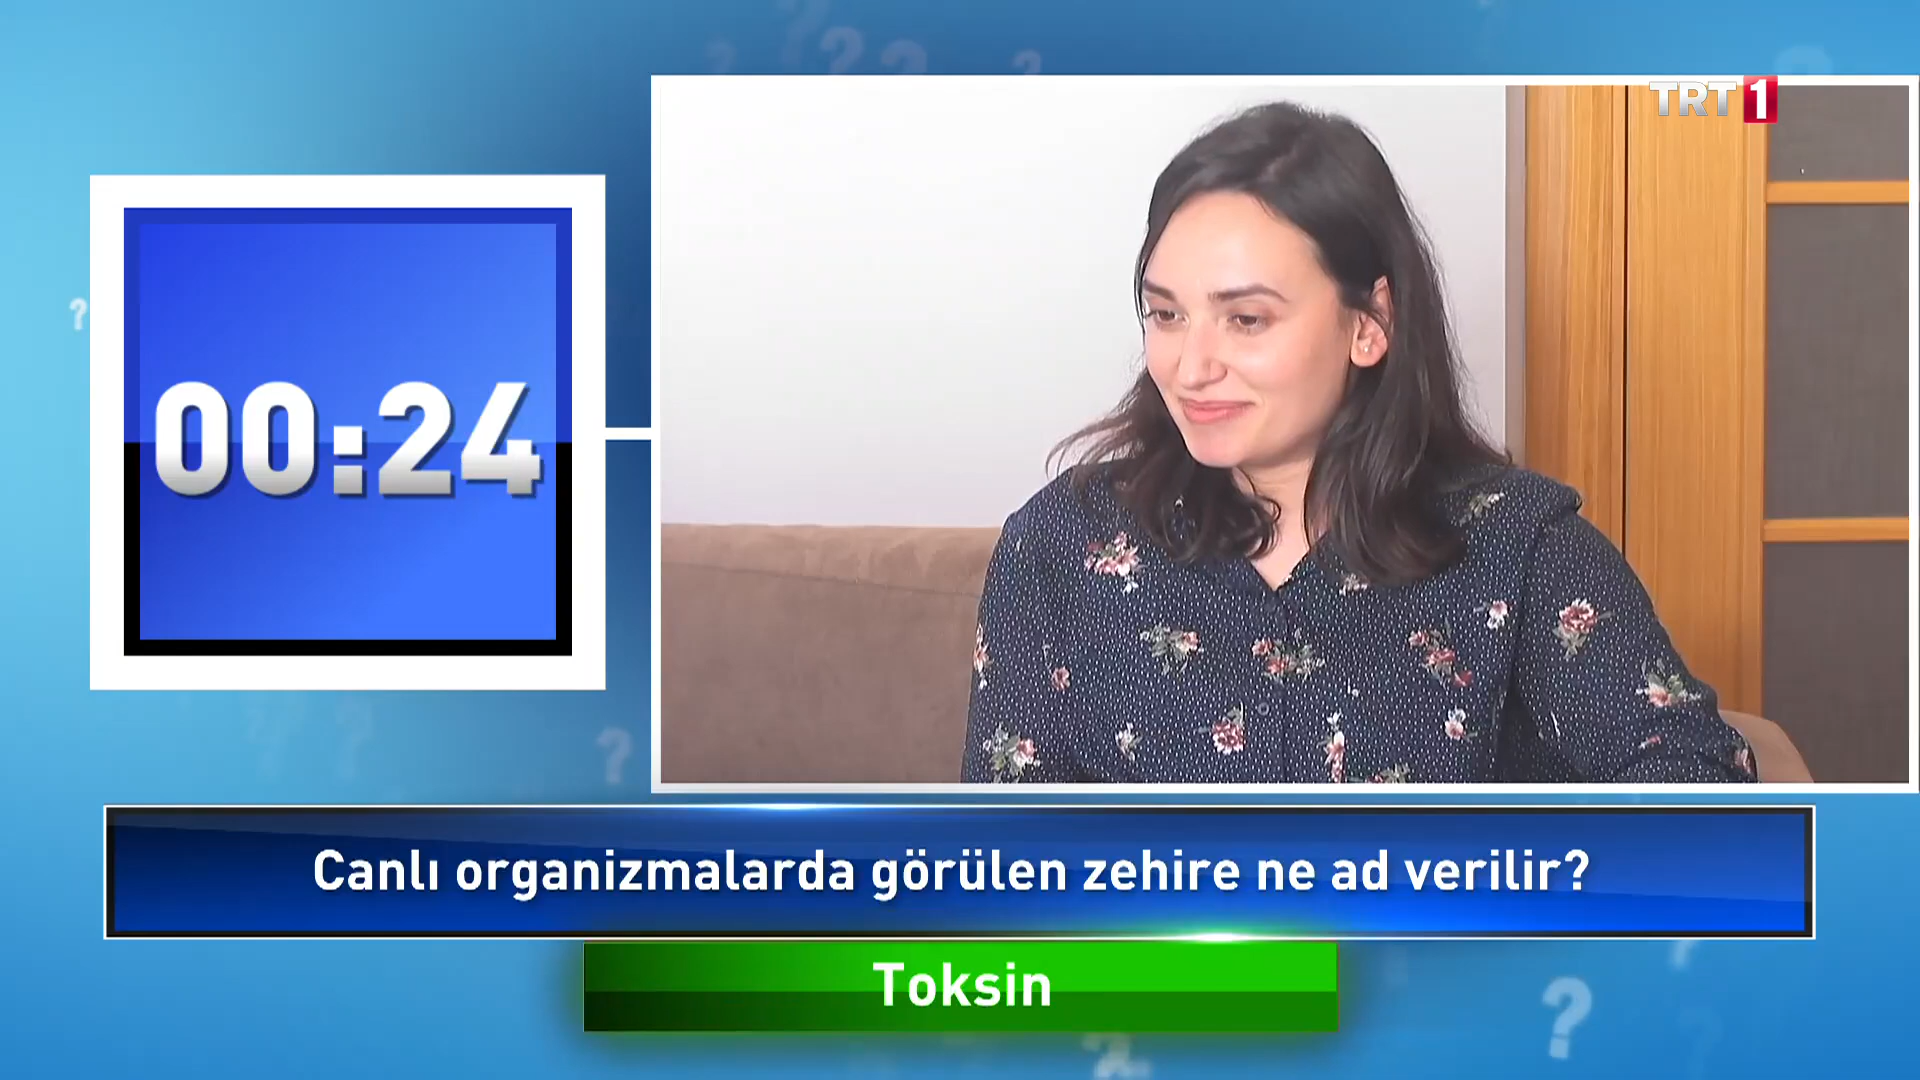 TRT 1
00:24
Canlı organizmalarda görülen zehire ne ad verilir?
Toksin